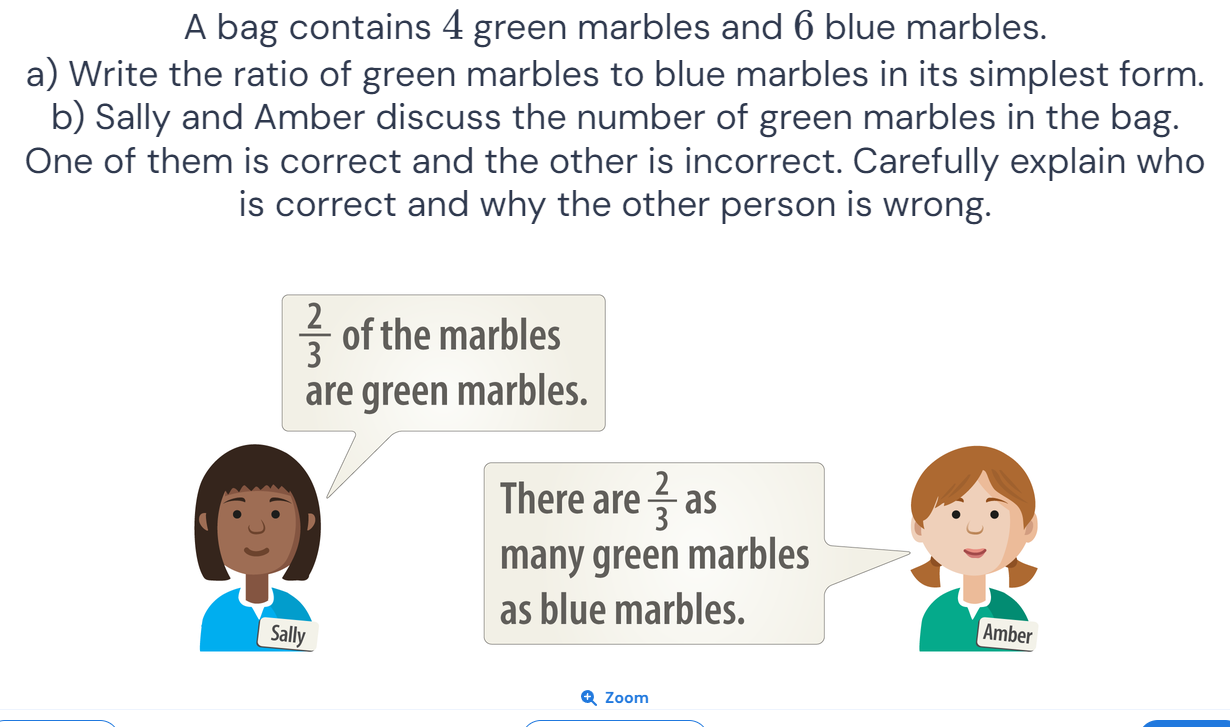 A bag contains 4 green marbles and 6 blue marbles.
a) Write the ratio of green marbles to blue marbles in its simplest form.
b) Sally and Amber discuss the number of green marbles in the bag.
One of them is correct and the other is incorrect. Carefully explain who
is correct and why the other person is wrong.
2/3 of the marbles
are green marbles.
There are 2/3 as
many green marbles
as blue marbles.
Sally
Amber
Zoom